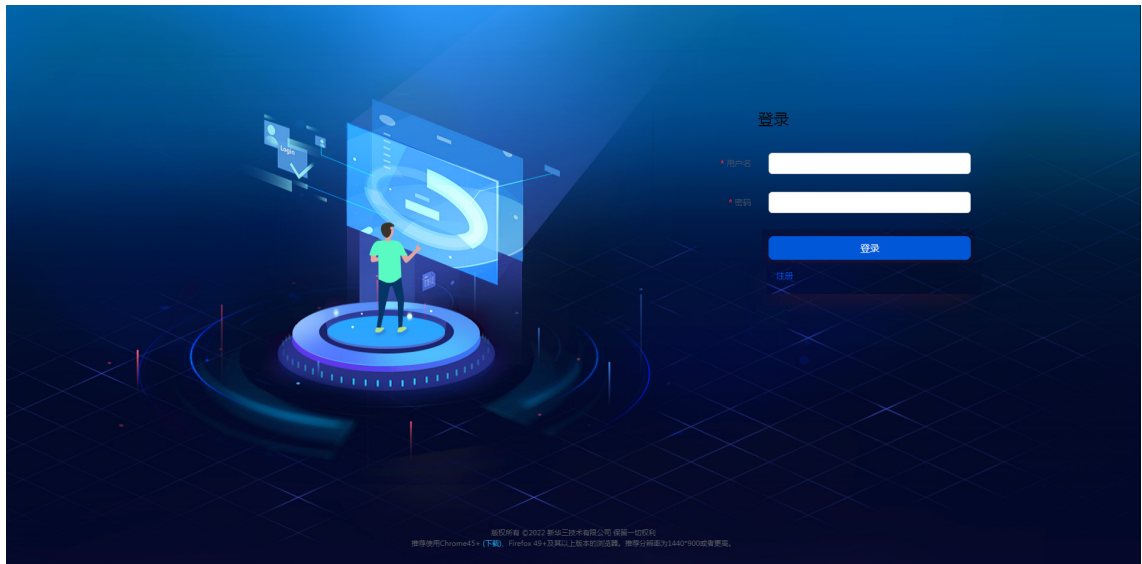 Login
登录
* 用户名
* 密码
登录
注册
版权所有 ©2022 新华三技术有限公司 保留一切权利
推荐使用Chrome45+ (下载)、Firefox 49+及其以上版本的浏览器。推荐分辨率为1440*900或者更高。